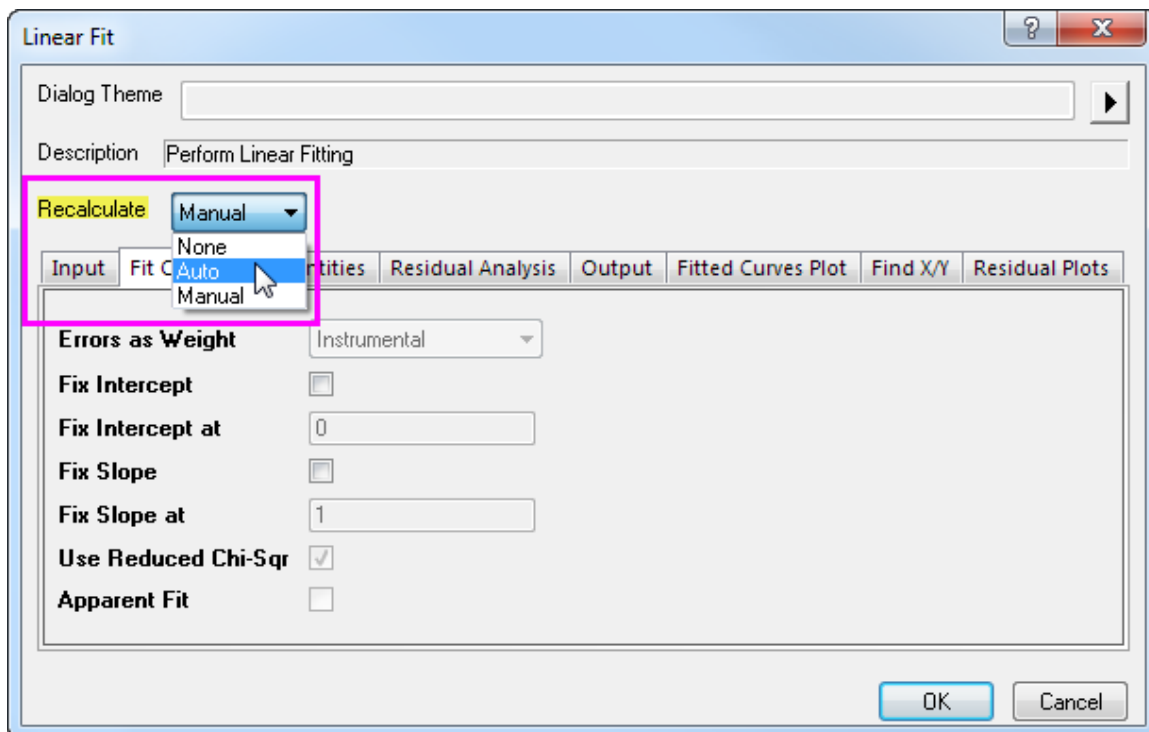 Linear Fit
Dialog Theme
Description Perform Linear Fitting
Recalculate Manual
None
Auto
Manual
Input Fit C ntities Residual Analysis Output Fitted Curves Plot Find X/Y Residual Plots
Errors as Weight Instrumental
Fix Intercept
Fix Intercept at 0
Fix Slope
Fix Slope at 1
Use Reduced Chi-Sqr
Apparent Fit
OK Cancel